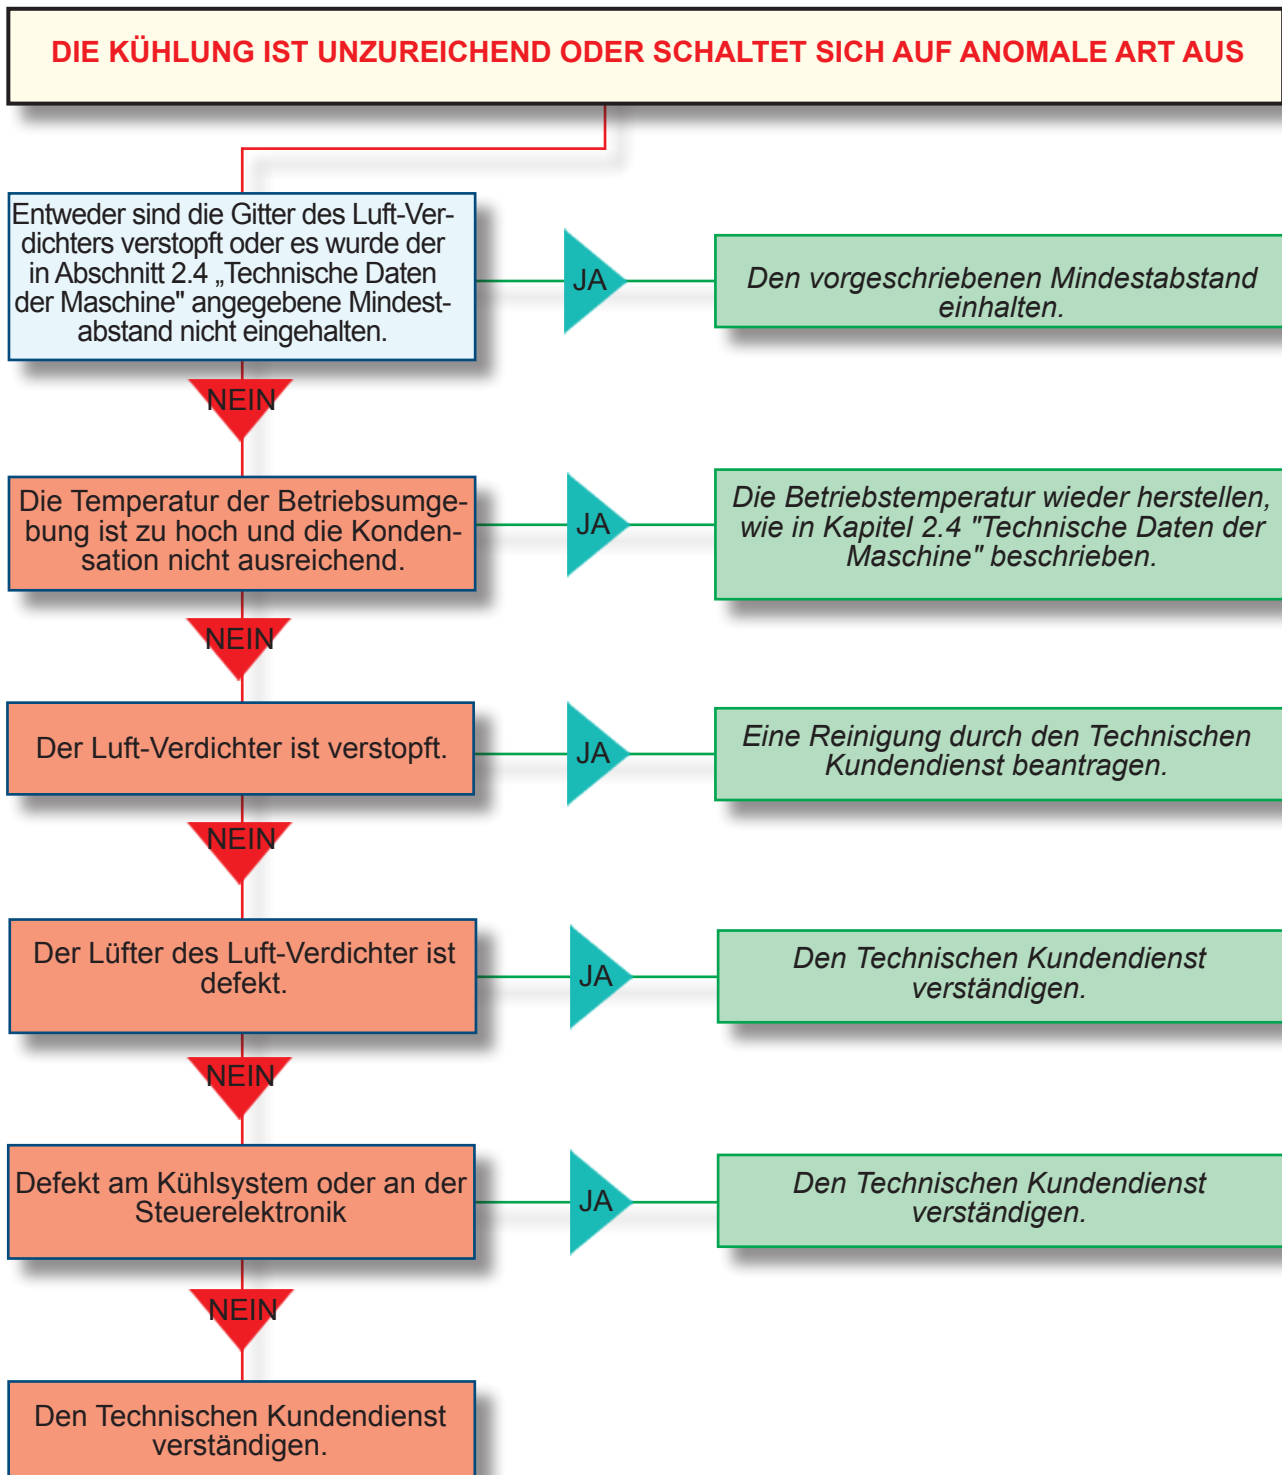 DIE KÜHLUNG IST UNZUREICHEND ODER SCHALTET SICH AUF ANOMALE ART AUS
Entweder sind die Gitter des Luft-Ver-
dichters verstopft oder es wurde der
in Abschnitt 2.4 „Technische Daten
der Maschine" angegebene Mindest-
abstand nicht eingehalten.
JA
Den vorgeschriebenen Mindestabstand
einhalten.
NEIN
Die Temperatur der Betriebsumge-
bung ist zu hoch und die Konden-
sation nicht ausreichend.
JA
Die Betriebstemperatur wieder herstellen,
wie in Kapitel 2.4 "Technische Daten der
Maschine" beschrieben.
NEIN
Der Luft-Verdichter ist verstopft.
JA
Eine Reinigung durch den Technischen
Kundendienst beantragen.
NEIN
Der Lüfter des Luft-Verdichter ist
defekt.
JA
Den Technischen Kundendienst
verständigen.
NEIN
Defekt am Kühlsystem oder an der
Steuerelektronik
JA
Den Technischen Kundendienst
verständigen.
NEIN
Den Technischen Kundendienst
verständigen.